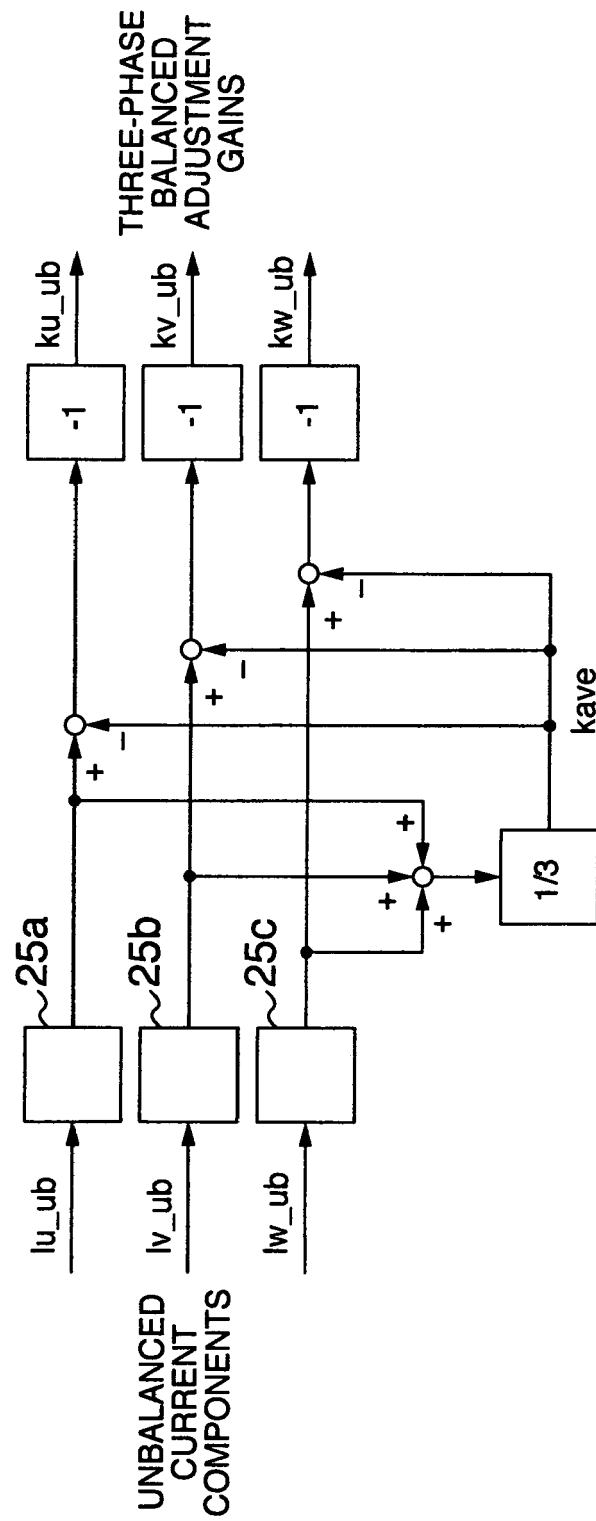 UNBALANCED
CURRENT
COMPONENTS
Iu_ub
Iv_ub
Iw_ub
25a
25b
25c
+
+
+
1/3
kave
+
−
+
−
+
−
-1
-1
-1
ku_ub
kv_ub
kw_ub
THREE-PHASE
BALANCED
ADJUSTMENT
GAINS